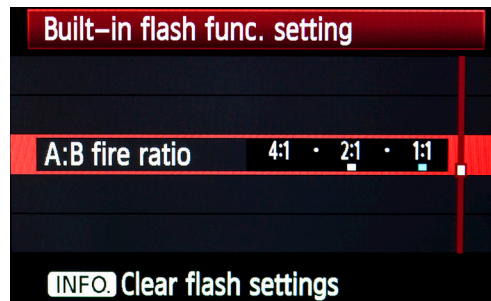 Built-in flash func. setting
A:B fire ratio 4:1 · 2:1 · 1:1
INFO. Clear flash settings